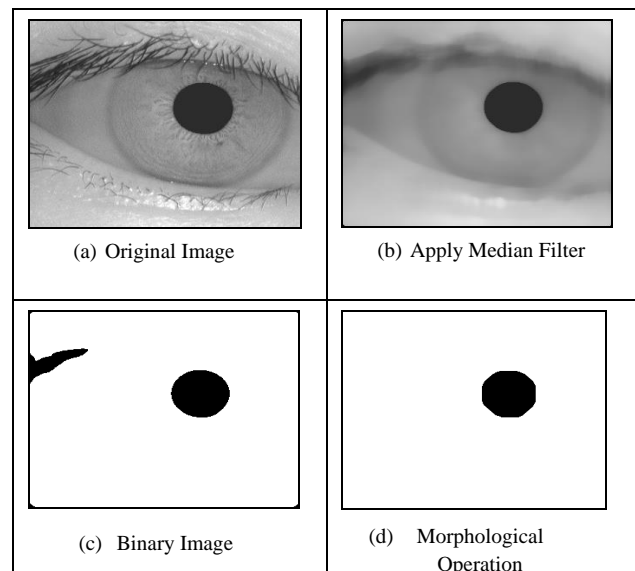 (a) Original Image
(b) Apply Median Filter
(c) Binary Image
(d) Morphological
Operation